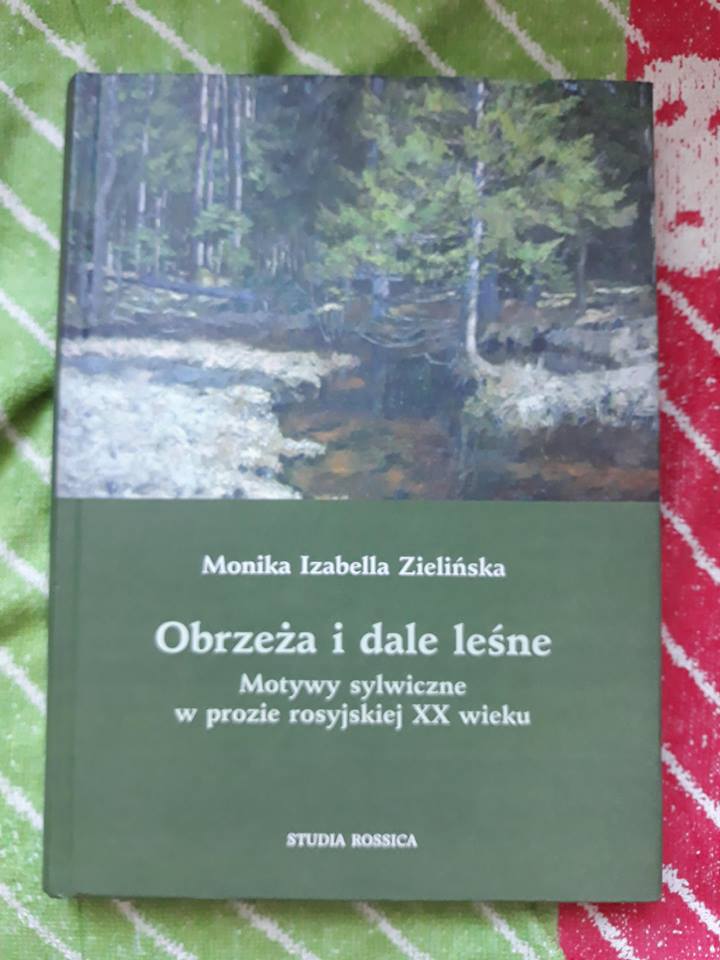 Monika Izabella Zielińska
Obrzeża i dale leśne
Motywy sylwiczne
w prozie rosyjskiej XX wieku
STUDIA ROSSICA